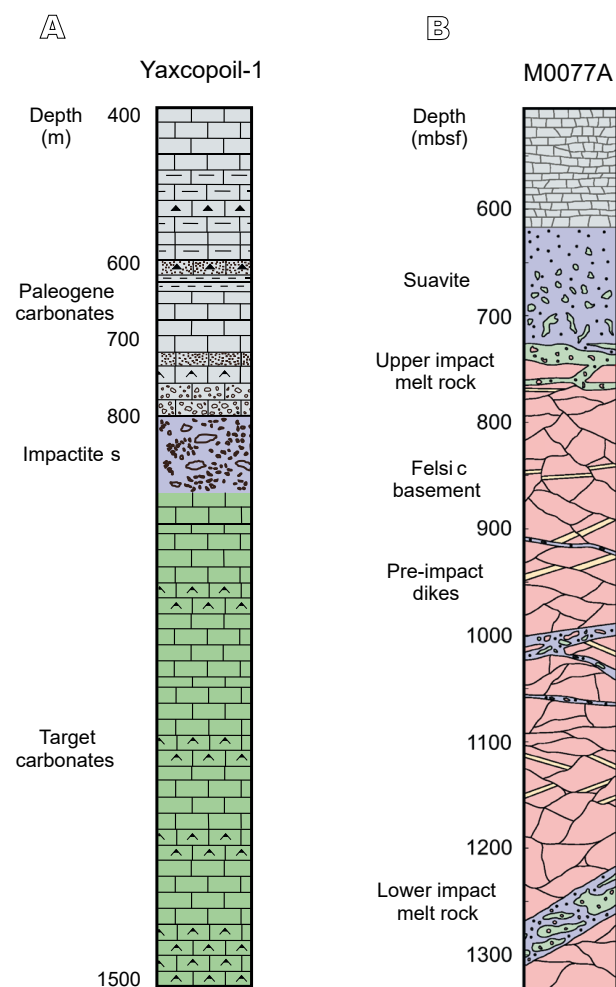 A
Yaxcopoil-1
Depth
(m)
400
600
Paleogene
carbonates
700
800
Impactite s
Target
carbonates
1500
B
M0077A
Depth
(mbsf)
600
Suavite
700
Upper impact
melt rock
800
Felsi c
basement
900
Pre-impact
dikes
1000
1100
1200
Lower impact
melt rock
1300